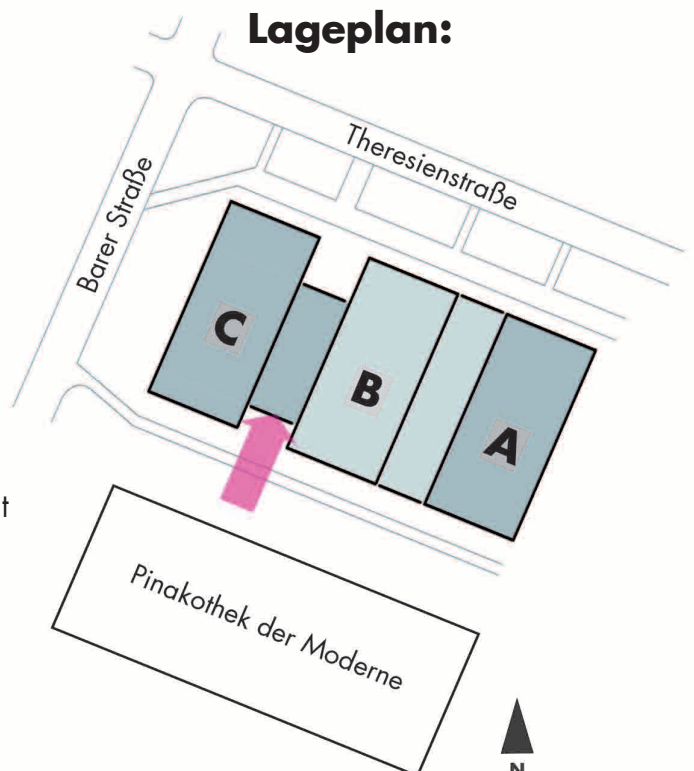 Lageplan:
Theresienstraße
Barer Straße
C
B
A
t
Pinakothek der Moderne
N